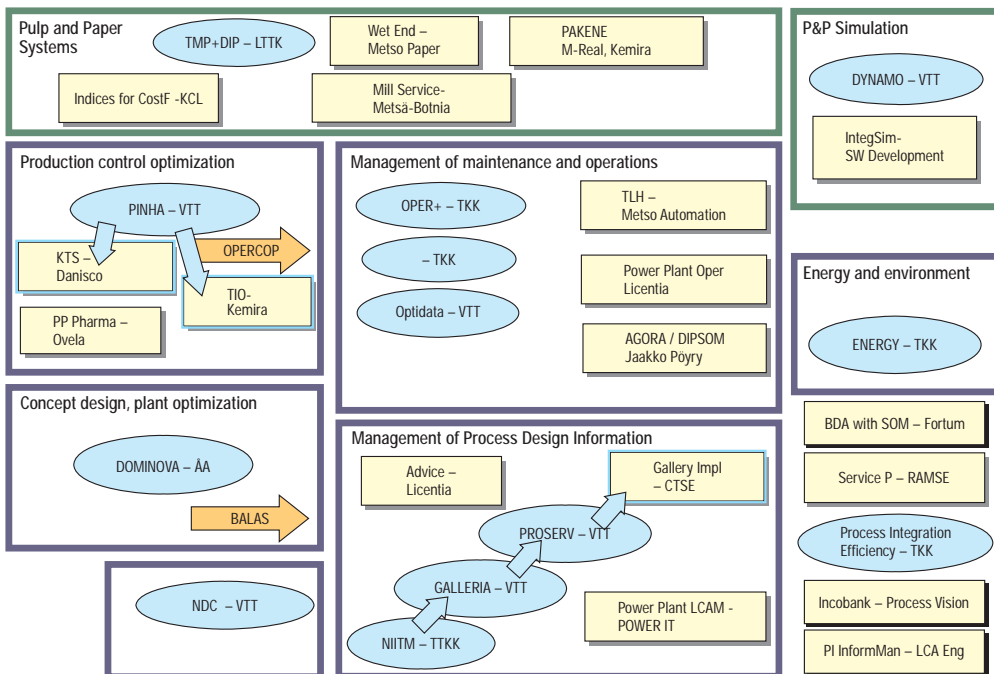 Pulp and Paper
Systems
TMP+DIP – LTTK
Wet End –
Metso Paper
PAKENE
M-Real, Kemira
Indices for CostF -KCL
Mill Service-
Metsä-Botnia
P&P Simulation
DYNAMO – VTT
IntegSim-
SW Development
Production control optimization
PINHA – VTT
OPERCOP
KTS –
Danisco
TIO-
Kemira
PP Pharma –
Ovela
Management of maintenance and operations
OPER+ – TKK
– TKK
Optidata – VTT
TLH –
Metso Automation
Power Plant Oper
Licentia
AGORA / DIPSOM
Jaakko Pöyry
Energy and environment
ENERGY – TKK
Concept design, plant optimization
DOMINOVA – ÅA
BALAS
NDC – VTT
Management of Process Design Information
Advice –
Licentia
Gallery Impl
– CTSE
PROSERV – VTT
GALLERIA – VTT
NIITM – TTKK
Power Plant LCAM -
POWER IT
BDA with SOM – Fortum
Service P – RAMSE
Process Integration
Efficiency – TKK
Incobank – Process Vision
PI InformMan – LCA Eng